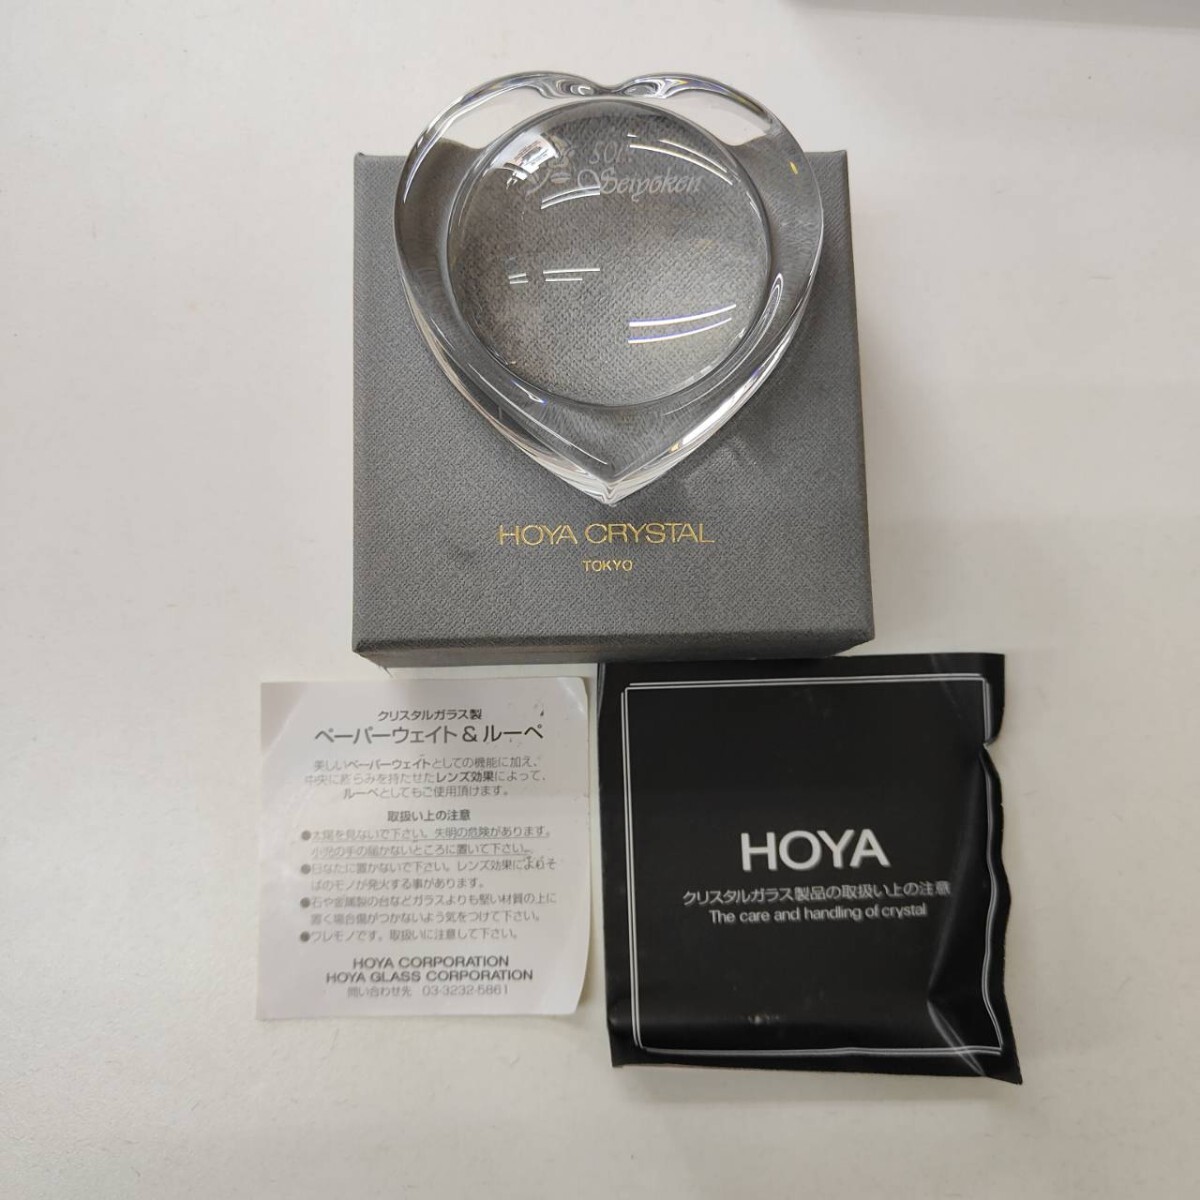 50th
Seiyoken
HOYA CRYSTAL
TOKYO
クリスタルガラス製
ペーパーウェイト&ルーペ
美しいペーパーウェイトとしての機能に加え、
中央に膨らみを持たせたレンズ効果によって、
ルーペとしてもご使用頂けます。
取扱い上の注意
●太陽を見ないで下さい。失明の危険があります。
小児の手の届かないところに置いて下さい。
●日なたに置かないで下さい。レンズ効果によりそ
ばのモノが発火する事があります。
●石や金属製の台などガラスよりも堅い材質の上に
置く場合傷がつかないよう気をつけて下さい。
●ワレモノです。取扱いに注意して下さい。
HOYA CORPORATION
HOYA GLASS CORPORATION
問い合わせ先 03-3232-5861
HOYA
クリスタルガラス製品の取扱い上の注意
The care and handling of crystal